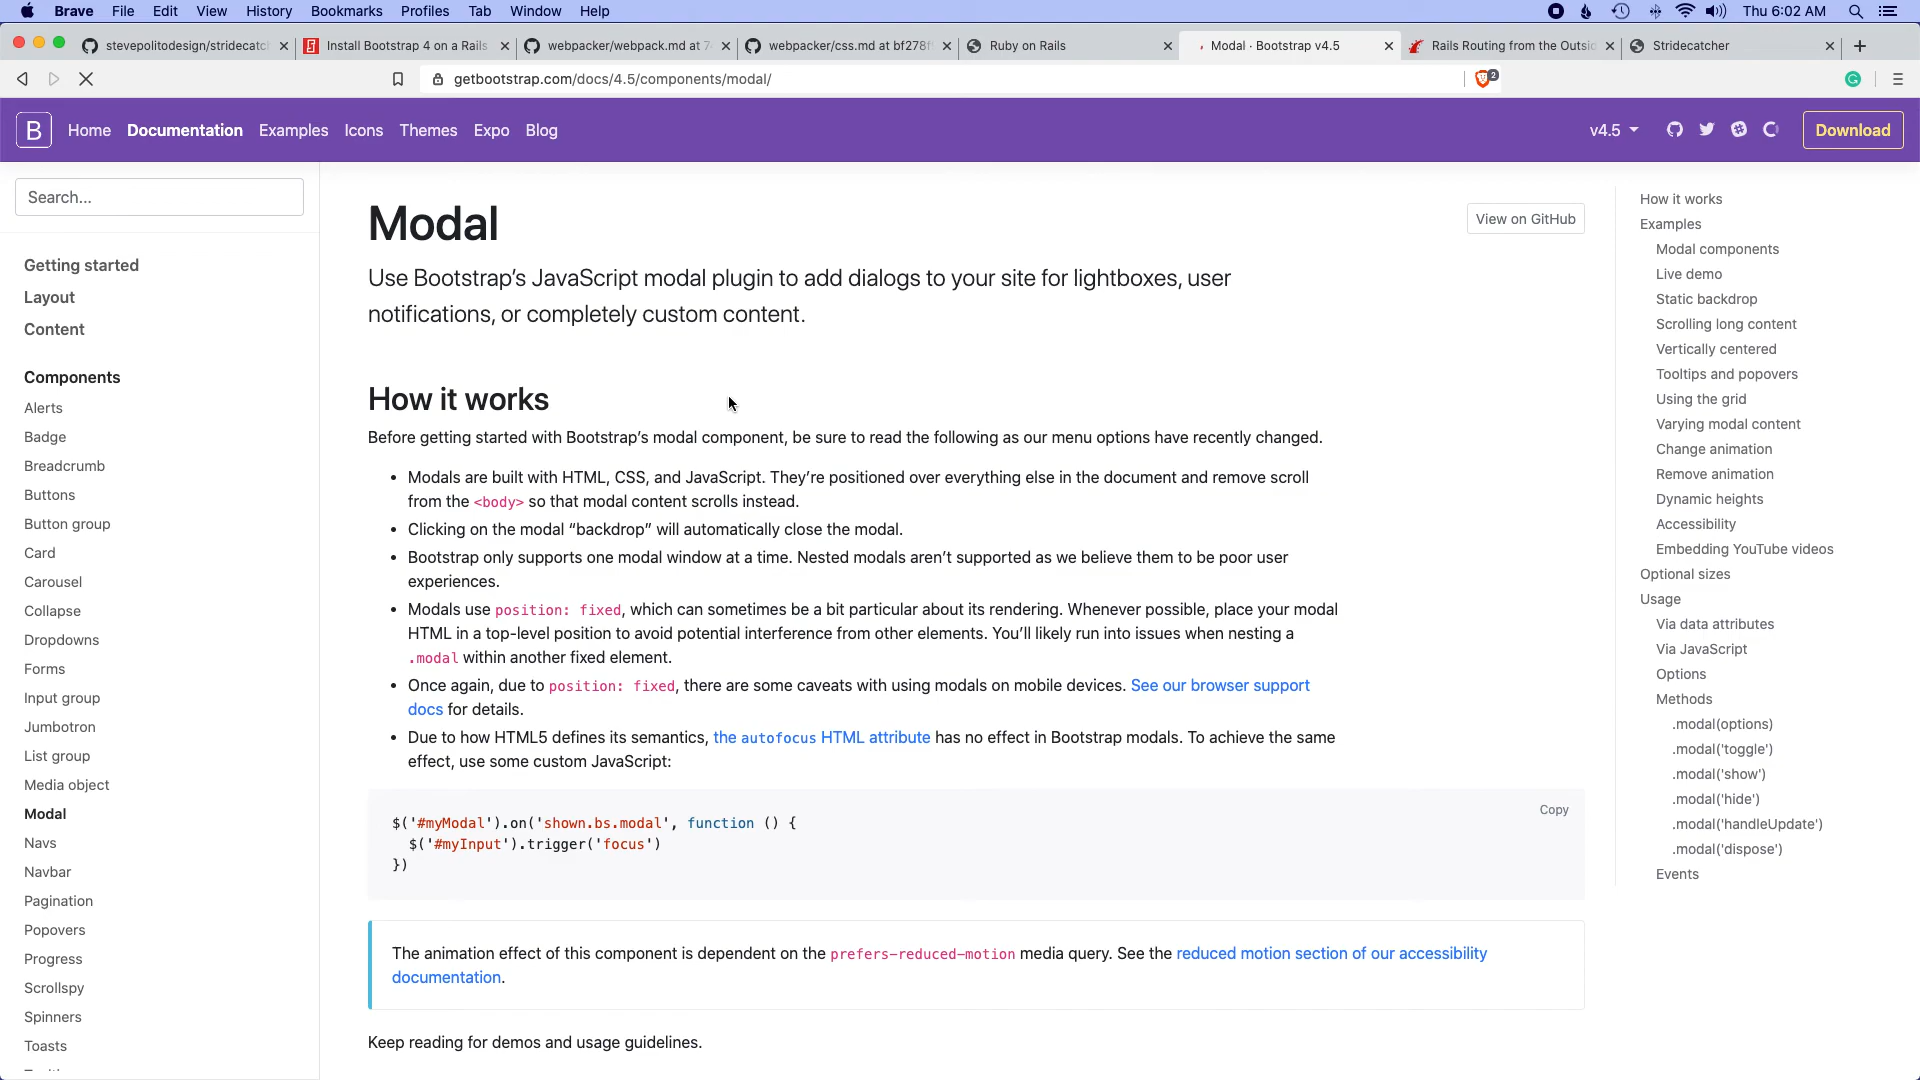 Brave File Edit View History Bookmarks Profiles Tab Window Help Thu 6:02 AM
stevepolitodesign/stridecatc Install Bootstrap 4 on a Rails webpacker/webpack.md at 7 webpacker/css.md at bf278f Ruby on Rails Modal · Bootstrap v4.5 Rails Routing from the Outsid Stridecatcher
getbootstrap.com/docs/4.5/components/modal/ 2
B Home Documentation Examples Icons Themes Expo Blog v4.5 Download
Search...
Getting started
Layout
Content
Components
Alerts
Badge
Breadcrumb
Buttons
Button group
Card
Carousel
Collapse
Dropdowns
Forms
Input group
Jumbotron
List group
Media object
Modal
Navs
Navbar
Pagination
Popovers
Progress
Scrollspy
Spinners
Toasts
Modal
View on GitHub
Use Bootstrap’s JavaScript modal plugin to add dialogs to your site for lightboxes, user
notifications, or completely custom content.
How it works
Before getting started with Bootstrap’s modal component, be sure to read the following as our menu options have recently changed.
• Modals are built with HTML, CSS, and JavaScript. They’re positioned over everything else in the document and remove scroll
from the <body> so that modal content scrolls instead.
• Clicking on the modal “backdrop” will automatically close the modal.
• Bootstrap only supports one modal window at a time. Nested modals aren’t supported as we believe them to be poor user
experiences.
• Modals use position: fixed, which can sometimes be a bit particular about its rendering. Whenever possible, place your modal
HTML in a top-level position to avoid potential interference from other elements. You’ll likely run into issues when nesting a
.modal within another fixed element.
• Once again, due to position: fixed, there are some caveats with using modals on mobile devices. See our browser support
docs for details.
• Due to how HTML5 defines its semantics, the autofocus HTML attribute has no effect in Bootstrap modals. To achieve the same
effect, use some custom JavaScript:
Copy
$('#myModal').on('shown.bs.modal', function () {
$('#myInput').trigger('focus')
})
The animation effect of this component is dependent on the prefers-reduced-motion media query. See the reduced motion section of our accessibility
documentation.
Keep reading for demos and usage guidelines.
How it works
Examples
Modal components
Live demo
Static backdrop
Scrolling long content
Vertically centered
Tooltips and popovers
Using the grid
Varying modal content
Change animation
Remove animation
Dynamic heights
Accessibility
Embedding YouTube videos
Optional sizes
Usage
Via data attributes
Via JavaScript
Options
Methods
.modal(options)
.modal('toggle')
.modal('show')
.modal('hide')
.modal('handleUpdate')
.modal('dispose')
Events